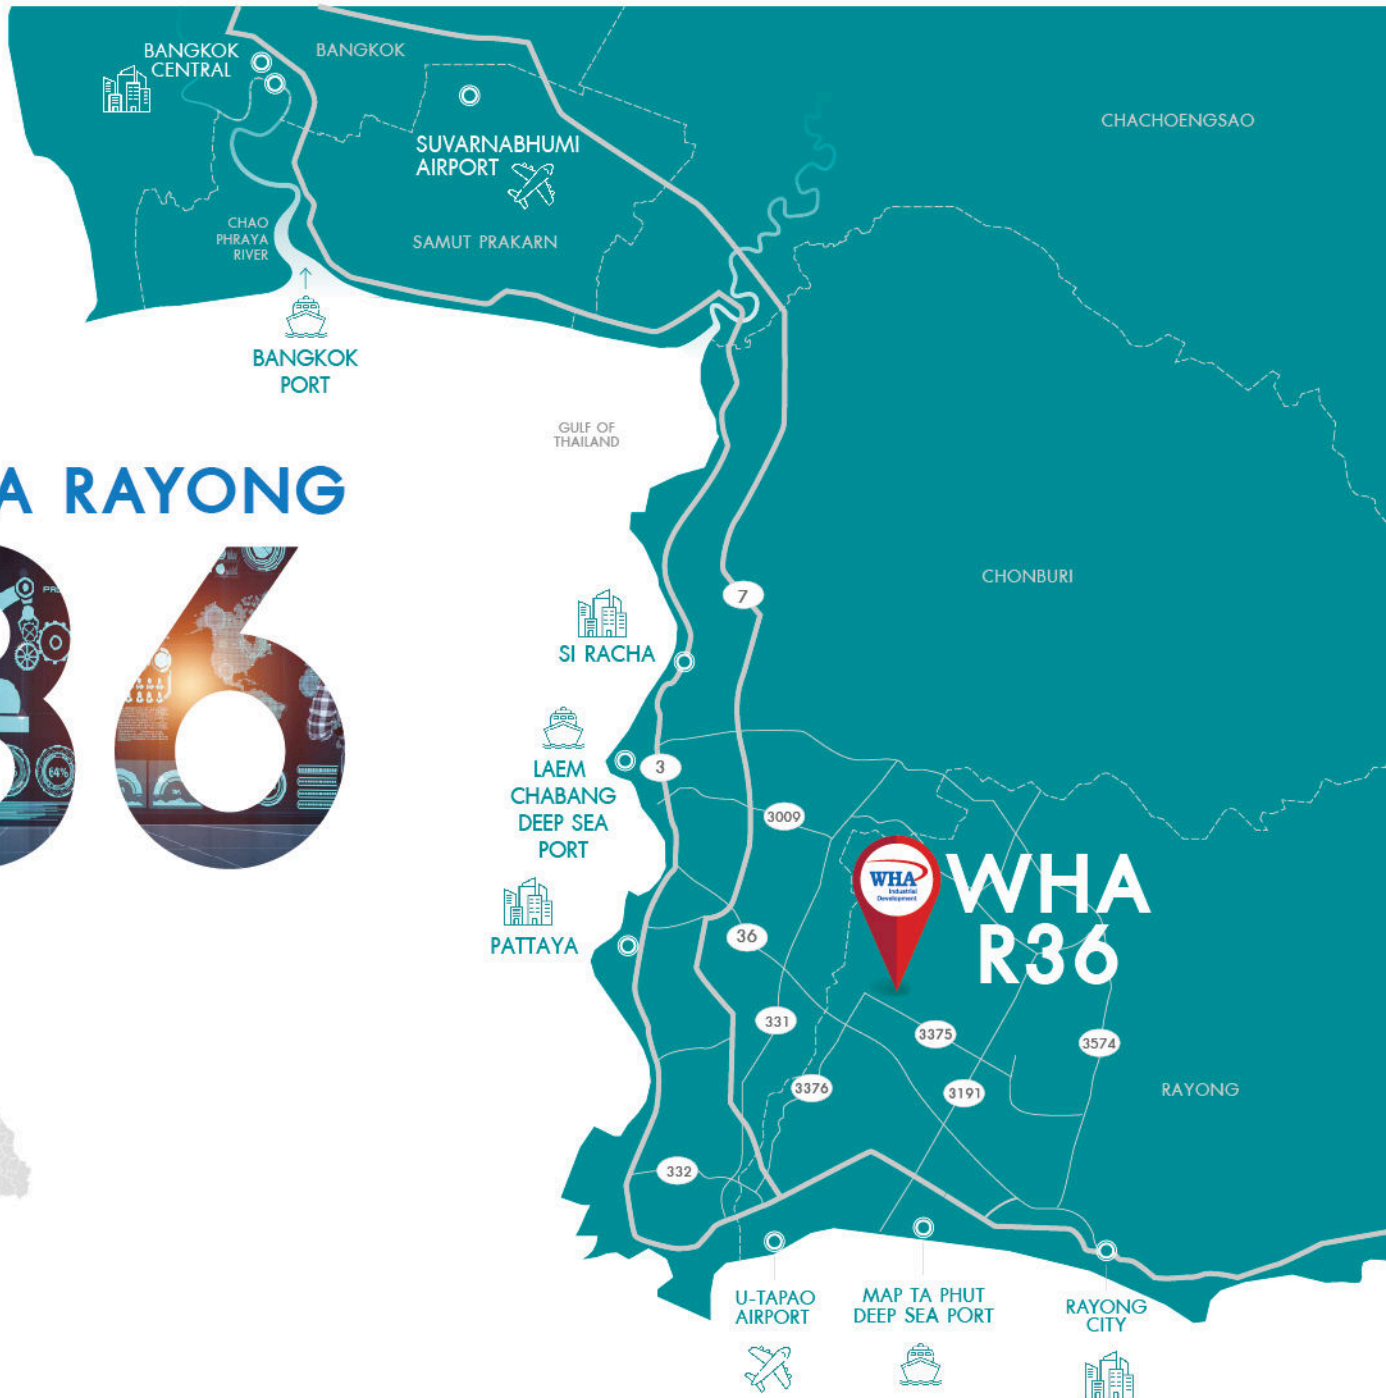 BANGKOK
CENTRAL
BANGKOK
SUVARNABHUMI
AIRPORT
CHACHOENGSAO
CHAO
PHRAYA
RIVER
SAMUT PRAKARN
BANGKOK
PORT
GULF OF
THAILAND
A RAYONG
36
64%
CHONBURI
7
SI RACHA
LAEM
CHABANG
DEEP SEA
PORT
3
3009
WHA
Industrial
Development
WHA
R36
PATTAYA
36
331
3375
3574
3376
3191
RAYONG
332
U-TAPAO
AIRPORT
MAP TA PHUT
DEEP SEA PORT
RAYONG
CITY